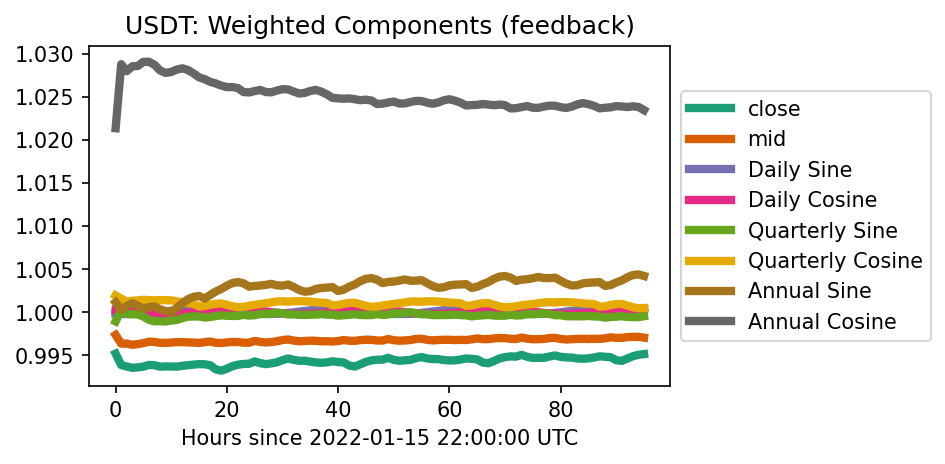 USDT: Weighted Components (feedback)
1.030
1.025
1.020
1.015
1.010
1.005
1.000
0.995
0 20 40 60 80
Hours since 2022-01-15 22:00:00 UTC
close
mid
Daily Sine
Daily Cosine
Quarterly Sine
Quarterly Cosine
Annual Sine
Annual Cosine